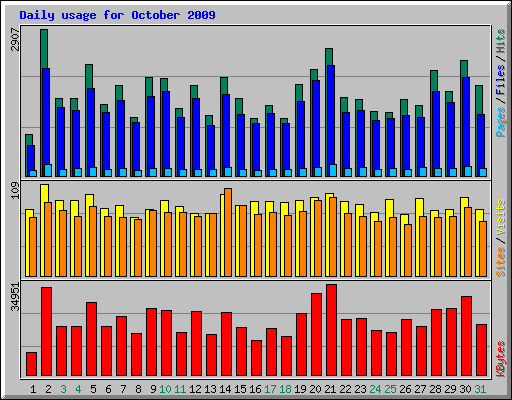 Daily usage for October 2009
2907
Pages / Files / Hits
109
Sites / Visits
34951
KBytes
1 2 3 4 5 6 7 8 9 10 11 12 13 14 15 16 17 18 19 20 21 22 23 24 25 26 27 28 29 30 31